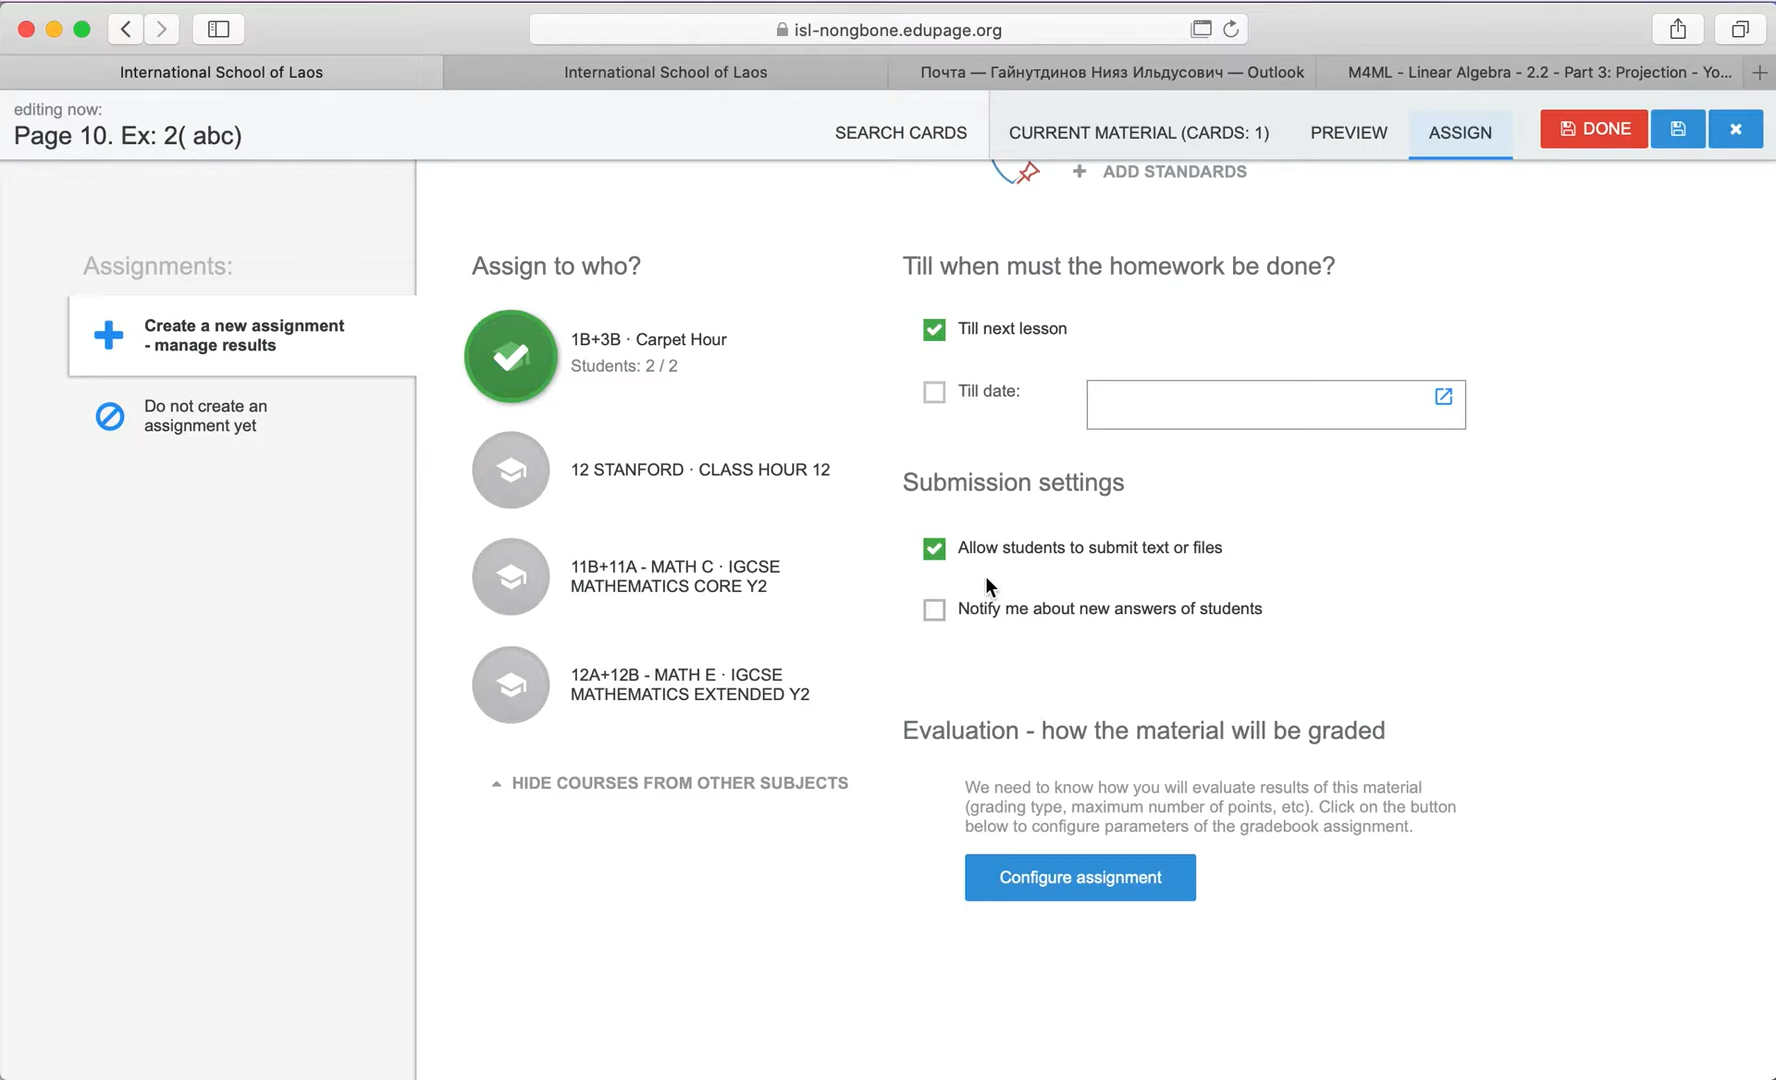 isl-nongbone.edupage.org
International School of Laos
International School of Laos
Почта — Гайнутдинов Нияз Ильдусович — Outlook
M4ML - Linear Algebra - 2.2 - Part 3: Projection - Yo...
editing now:
Page 10. Ex: 2( abc)
SEARCH CARDS
CURRENT MATERIAL (CARDS: 1)
PREVIEW
ASSIGN
DONE
+ ADD STANDARDS
Assignments:
Create a new assignment
- manage results
Do not create an
assignment yet
Assign to who?
1B+3B · Carpet Hour
Students: 2 / 2
12 STANFORD · CLASS HOUR 12
11B+11A - MATH C · IGCSE
MATHEMATICS CORE Y2
12A+12B - MATH E · IGCSE
MATHEMATICS EXTENDED Y2
HIDE COURSES FROM OTHER SUBJECTS
Till when must the homework be done?
Till next lesson
Till date:
Submission settings
Allow students to submit text or files
Notify me about new answers of students
Evaluation - how the material will be graded
We need to know how you will evaluate results of this material
(grading type, maximum number of points, etc). Click on the button
below to configure parameters of the gradebook assignment.
Configure assignment